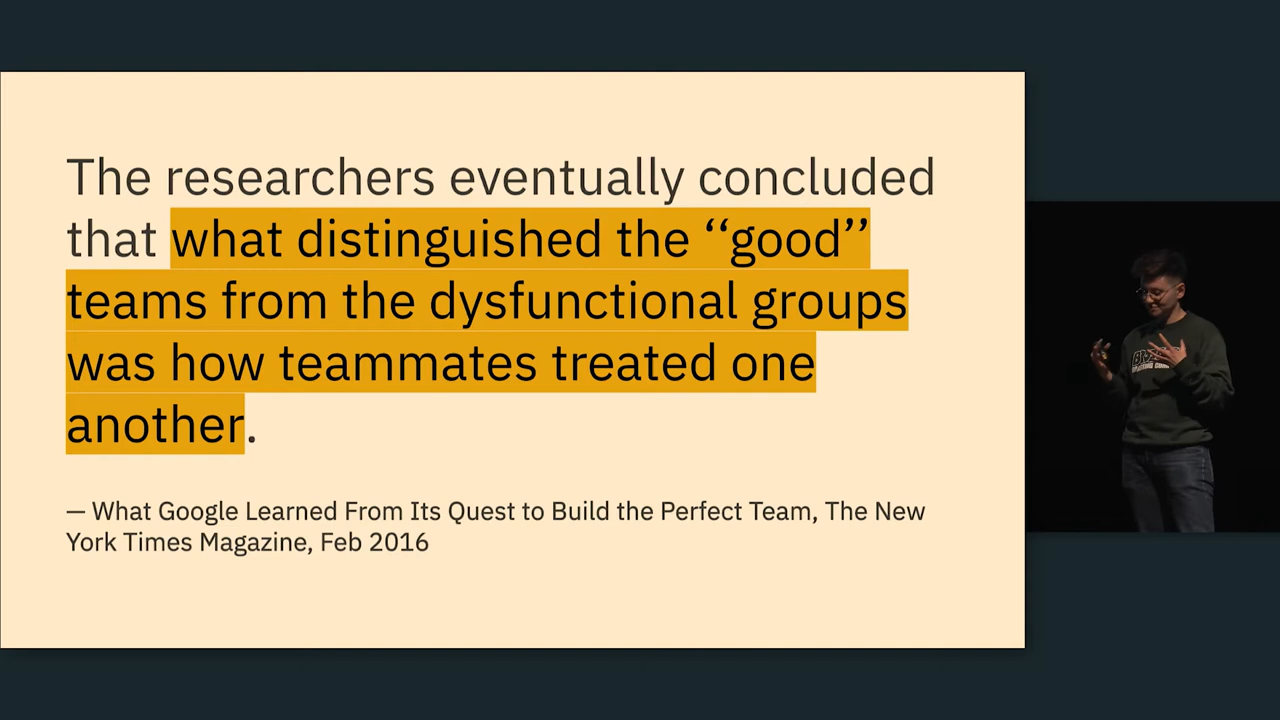 The researchers eventually concluded
that what distinguished the ‘‘good’’
teams from the dysfunctional groups
was how teammates treated one
another.
— What Google Learned From Its Quest to Build the Perfect Team, The New
York Times Magazine, Feb 2016